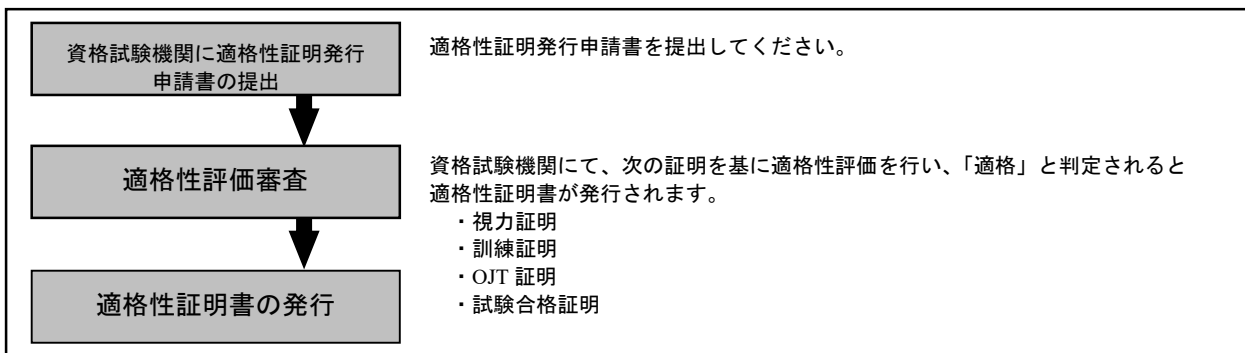 資格試験機関に適格性証明発行
申請書の提出
適格性証明発行申請書を提出してください。
適格性評価審査
資格試験機関にて、次の証明を基に適格性評価を行い、「適格」と判定されると
適格性証明書が発行されます。
・視力証明
・訓練証明
・OJT 証明
・試験合格証明
適格性証明書の発行